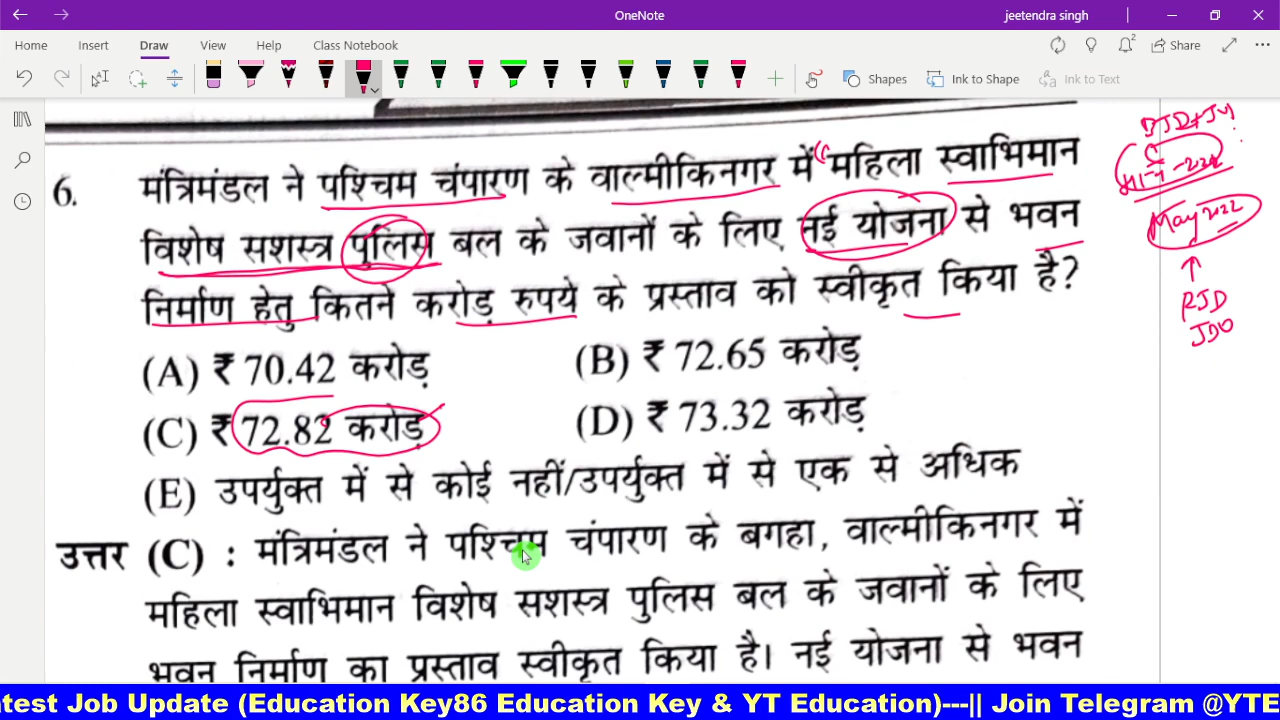 OneNote
jeetendra singh
Home Insert Draw View Help Class Notebook
Share
Shapes
Ink to Shape
Ink to Text
6. मंत्रिमंडल ने पश्चिम चंपारण के वाल्मीकिनगर में महिला स्वाभिमान
विशेष सशस्त्र पुलिस बल के जवानों के लिए नई योजना से भवन
निर्माण हेतु कितने करोड़ रुपये के प्रस्ताव को स्वीकृत किया है?
(A) ₹ 70.42 करोड़ (B) ₹ 72.65 करोड़
(C) ₹ 72.82 करोड़ (D) ₹ 73.32 करोड़
(E) उपर्युक्त में से कोई नहीं/उपर्युक्त में से एक से अधिक
उत्तर (C) : मंत्रिमंडल ने पश्चिम चंपारण के बगहा, वाल्मीकिनगर में
महिला स्वाभिमान विशेष सशस्त्र पुलिस बल के जवानों के लिए
भवन निर्माण का प्रस्ताव स्वीकृत किया है। नई योजना से भवन
May 2022
RJD
atest Job Update (Education Key86 Education Key & YT Education)---|| Join Telegram @YTE